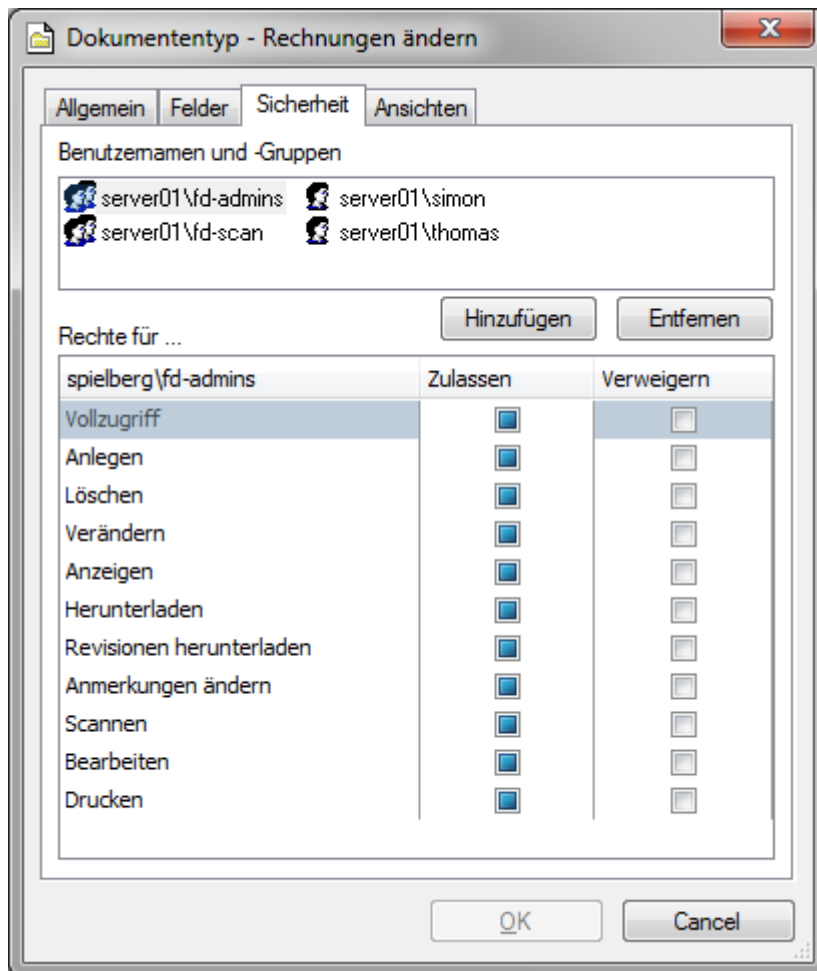 Dokumententyp - Rechnungen ändern
Allgemein Felder Sicherheit Ansichten
Benutzernamen und -Gruppen
server01\fd-admins server01\simon
server01\fd-scan server01\thomas
Hinzufügen Entfernen
Rechte für ...
spielberg\fd-admins Zulassen Verweigern
Vollzugriff
Anlegen
Löschen
Verändern
Anzeigen
Herunterladen
Revisionen herunterladen
Anmerkungen ändern
Scannen
Bearbeiten
Drucken
OK Cancel